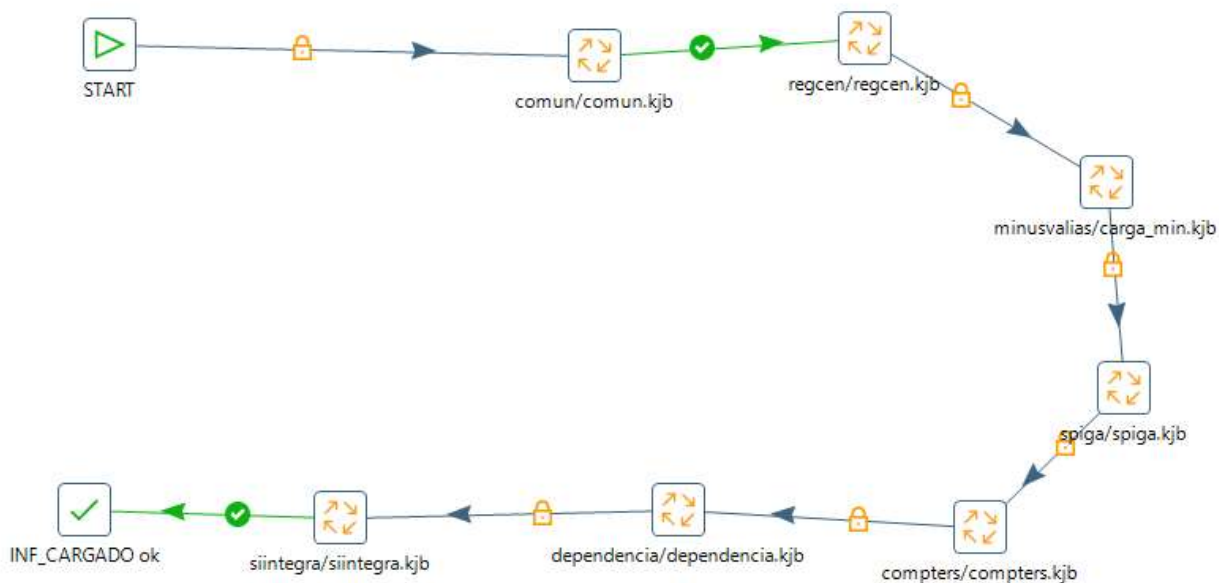 START
comun/comun.kjb
regcen/regcen.kjb
minusvalias/carga_min.kjb
spiga/spiga.kjb
compters/compters.kjb
dependencia/dependencia.kjb
siintegra/siintegra.kjb
INF_CARGADO ok